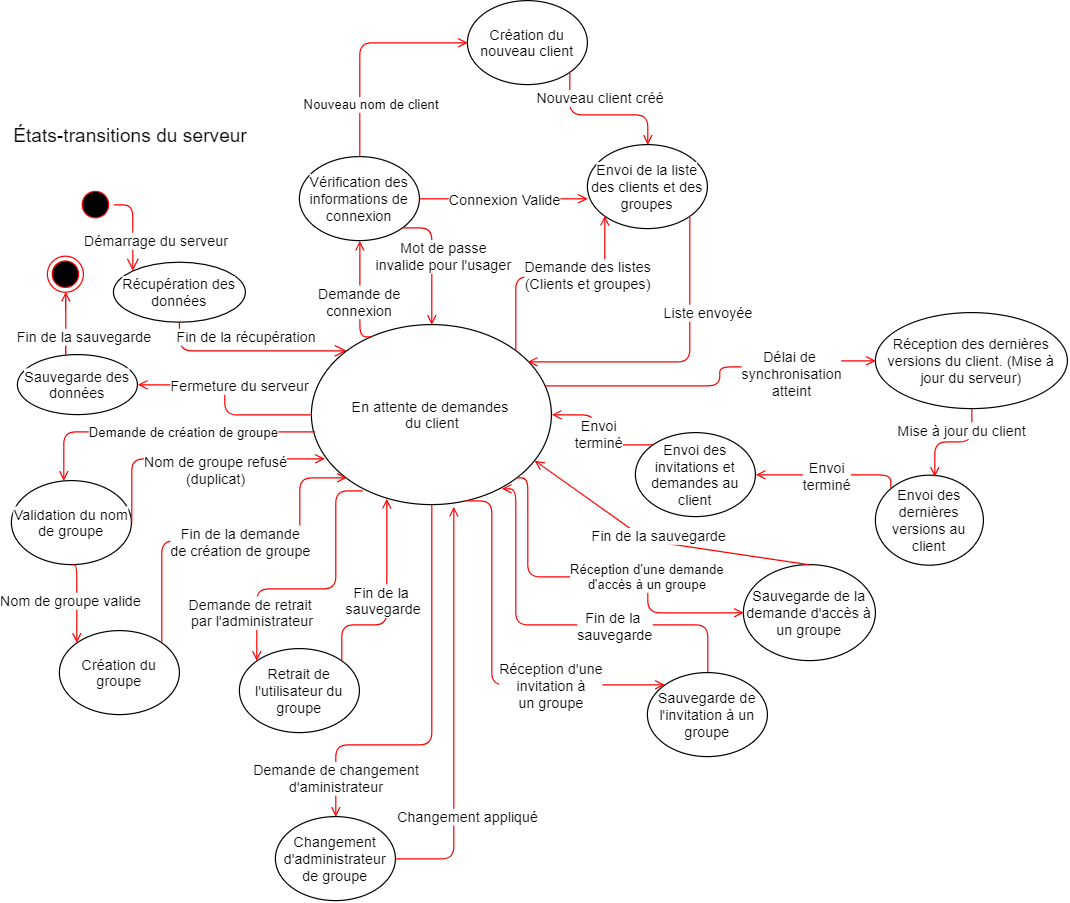 Création du
nouveau client
Nouveau nom de client
Nouveau client créé
États-transitions du serveur
Vérification des
informations de
connexion
Envoi de la liste
des clients et des
groupes
Connexion Valide
Démarrage du serveur
Mot de passe
invalide pour l'usager
Demande des listes
(Clients et groupes)
Récupération des
données
Demande de
connexion
Liste envoyée
Fin de la sauvegarde
Fin de la récupération
Réception des dernières
versions du client. (Mise à
jour du serveur)
Délai de
synchronisation
atteint
Sauvegarde des
données
Fermeture du serveur
En attente de demandes
du client
Demande de création de groupe
Envoi
terminé
Mise à jour du client
Nom de groupe refusé
(duplicat)
Envoi des
invitations et
demandes au
client
Envoi
terminé
Envoi des
dernières
versions au
client
Validation du nom
de groupe
Fin de la demande
de création de groupe
Fin de la sauvegarde
Réception d'une demande
d'accès à un groupe
Nom de groupe valide
Demande de retrait
par l'administrateur
Fin de la
sauvegarde
Sauvegarde de la
demande d'accès à
un groupe
Fin de la
sauvegarde
Création du
groupe
Retrait de
l'utilisateur du
groupe
Réception d'une
invitation à
un groupe
Sauvegarde de
l'invitation à un
groupe
Demande de changement
d'aministrateur
Changement appliqué
Changement
d'administrateur
de groupe